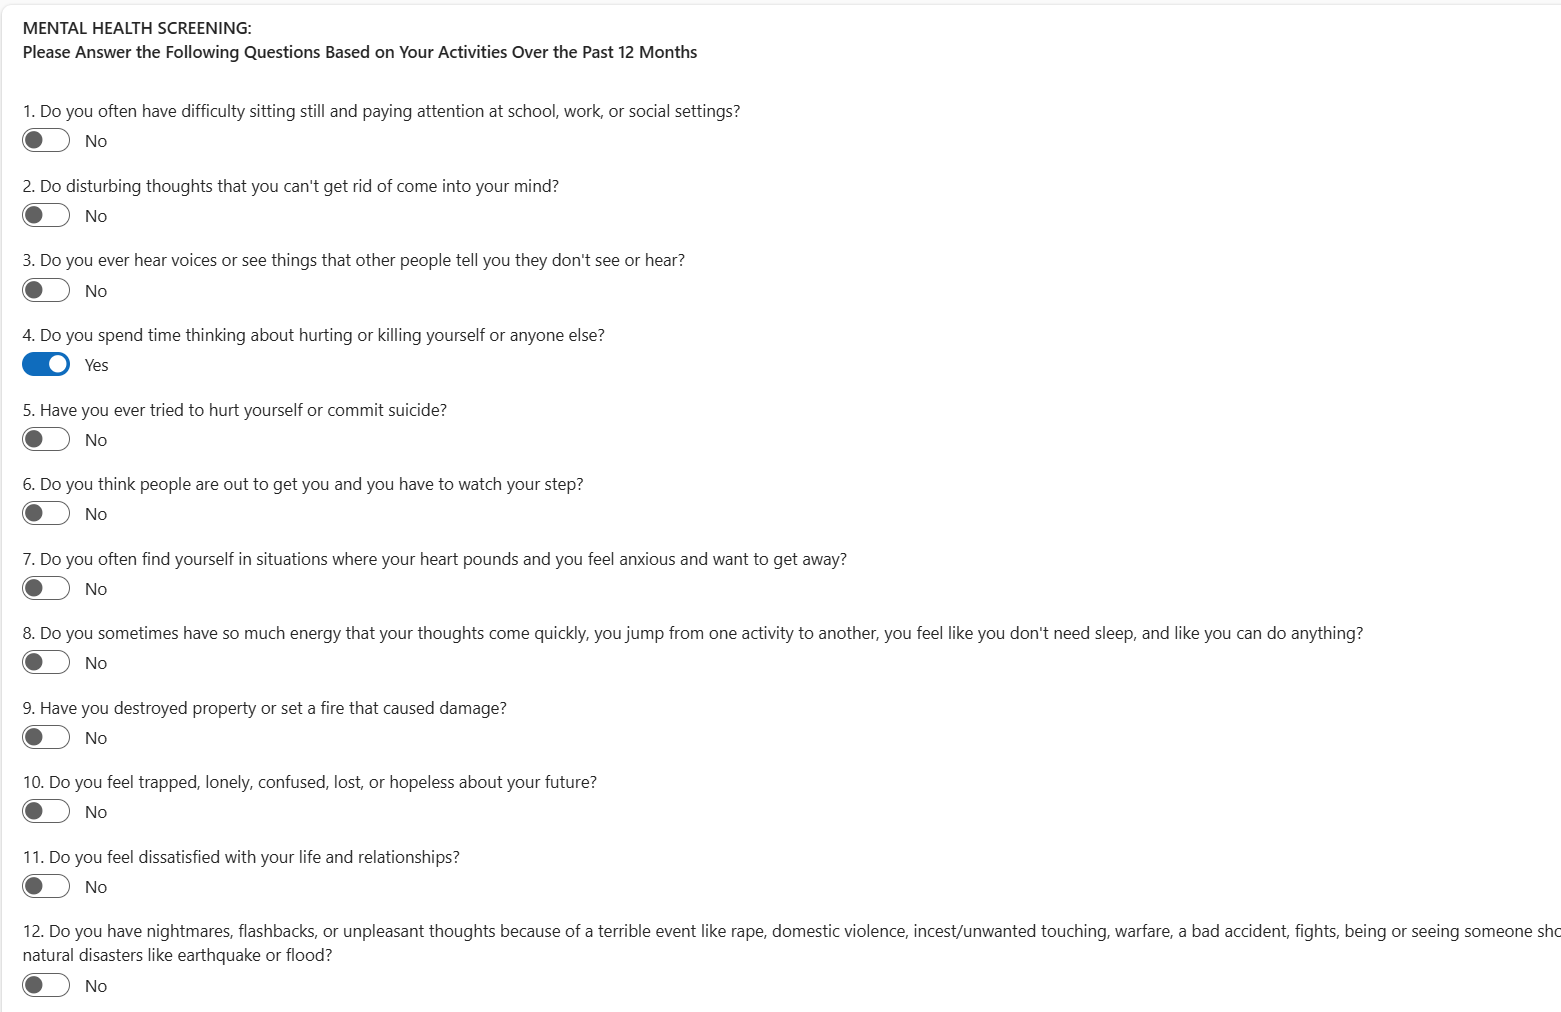 MENTAL HEALTH SCREENING:
Please Answer the Following Questions Based on Your Activities Over the Past 12 Months
1. Do you often have difficulty sitting still and paying attention at school, work, or social settings?
No
2. Do disturbing thoughts that you can't get rid of come into your mind?
No
3. Do you ever hear voices or see things that other people tell you they don't see or hear?
No
4. Do you spend time thinking about hurting or killing yourself or anyone else?
Yes
5. Have you ever tried to hurt yourself or commit suicide?
No
6. Do you think people are out to get you and you have to watch your step?
No
7. Do you often find yourself in situations where your heart pounds and you feel anxious and want to get away?
No
8. Do you sometimes have so much energy that your thoughts come quickly, you jump from one activity to another, you feel like you don't need sleep, and like you can do anything?
No
9. Have you destroyed property or set a fire that caused damage?
No
10. Do you feel trapped, lonely, confused, lost, or hopeless about your future?
No
11. Do you feel dissatisfied with your life and relationships?
No
12. Do you have nightmares, flashbacks, or unpleasant thoughts because of a terrible event like rape, domestic violence, incest/unwanted touching, warfare, a bad accident, fights, being or seeing someone
natural disasters like earthquake or flood?
No